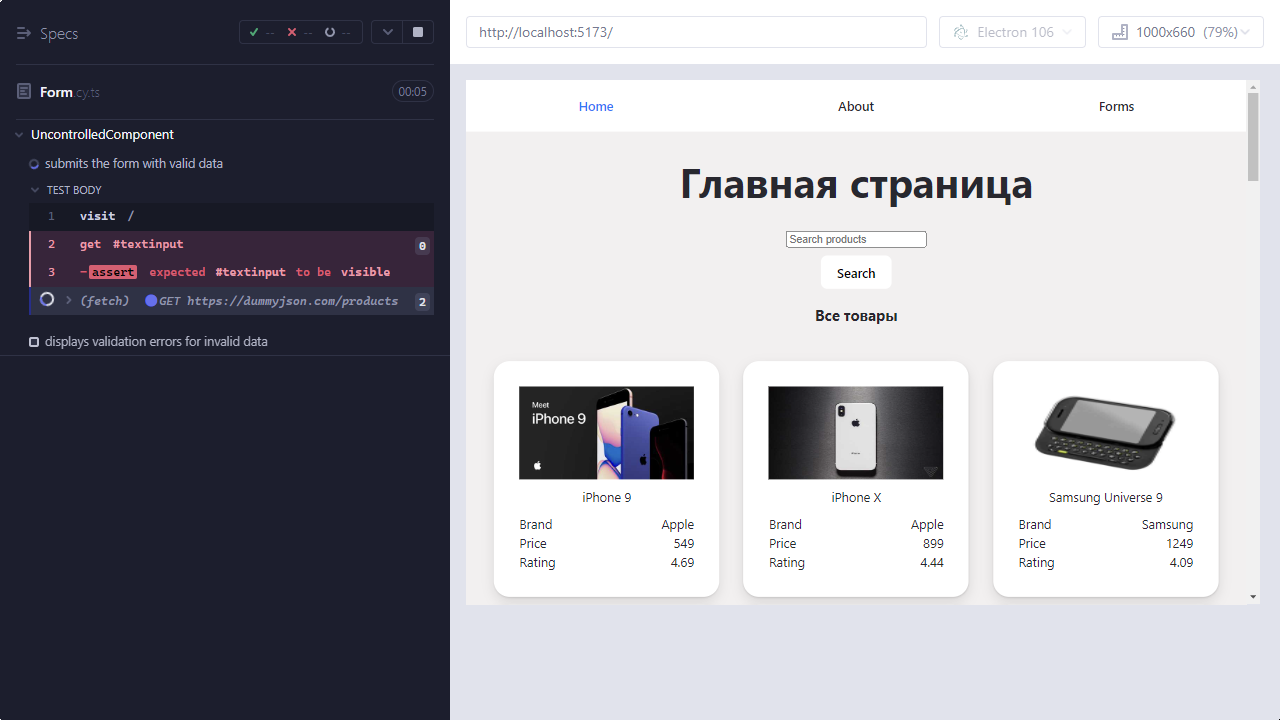 Specs
--
--
--
Form.cy.ts
00:05
UncontrolledComponent
submits the form with valid data
TEST BODY
1 visit /
2 get #textinput 0
3 -assert expected #textinput to be visible
(fetch) GET https://dummyjson.com/products 2
displays validation errors for invalid data
http://localhost:5173/
Electron 106
1000x660 (79%)
Home About Forms
Главная страница
Search products
Search
Все товары
Meet
iPhone 9
iPhone 9
Brand Apple
Price 549
Rating 4.69
iPhone X
Brand Apple
Price 899
Rating 4.44
Samsung Universe 9
Brand Samsung
Price 1249
Rating 4.09